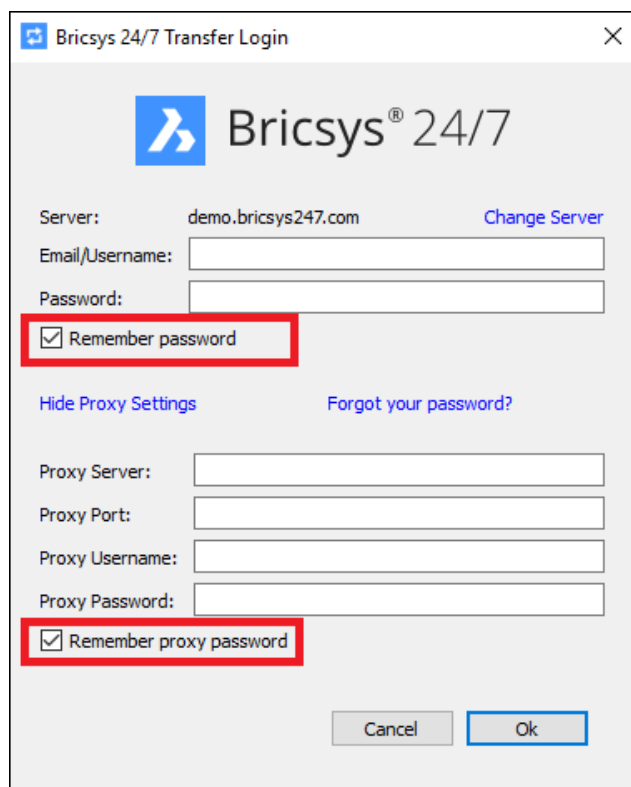 Bricsys 24/7 Transfer Login
Bricsys® 24/7
Server: demo.bricsys247.com Change Server
Email/Username:
Password:
Remember password
Hide Proxy Settings Forgot your password?
Proxy Server:
Proxy Port:
Proxy Username:
Proxy Password:
Remember proxy password
Cancel Ok